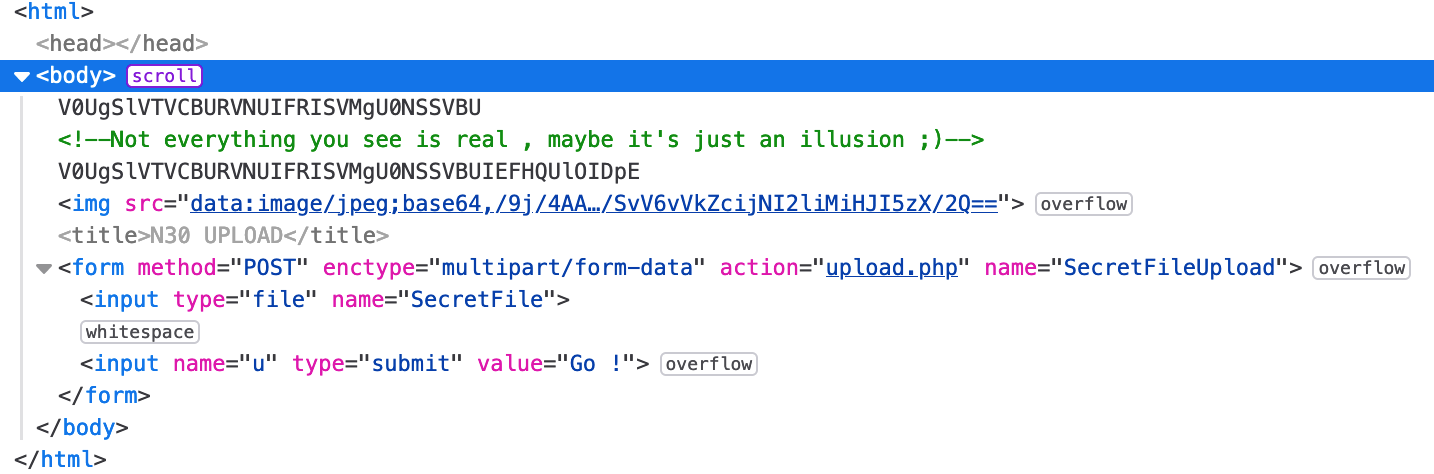 <html>
<head></head>
<body> scroll
V0UgSlVTVCBURVNUIFRISVMgU0NSSVBU
<!--Not everything you see is real , maybe it's just an illusion ;)-->
V0UgSlVTVCBURVNUIFRISVMgU0NSSVBUIEFHQUlOIDpE
<img src="data:image/jpeg;base64,/9j/4AA…/SvV6vVkZcijNI2liMiHJI5zX/2Q=="> overflow
<title>N30 UPLOAD</title>
<form method="POST" enctype="multipart/form-data" action="upload.php" name="SecretFileUpload"> overflow
<input type="file" name="SecretFile">
whitespace
<input name="u" type="submit" value="Go !"> overflow
</form>
</body>
</html>